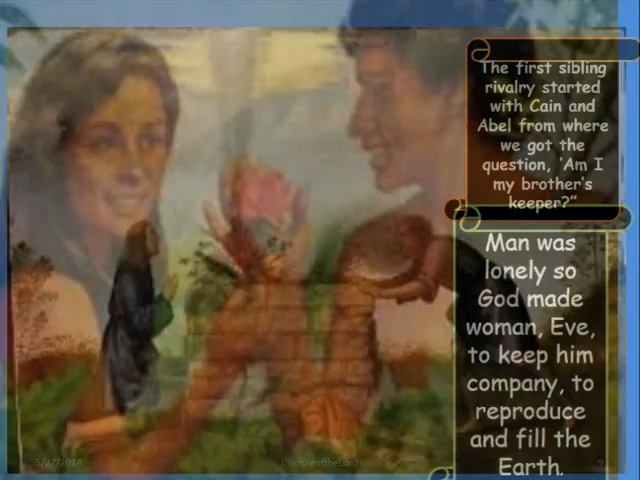 The first sibling
rivalry started
with Cain and
Abel from where
we got the
question, 'Am I
my brother's
keeper?"
Man was
lonely so
God made
woman, Eve,
to keep him
company, to
reproduce
and fill the
Earth.
5/27/2014 DiscipleoftheLord 9